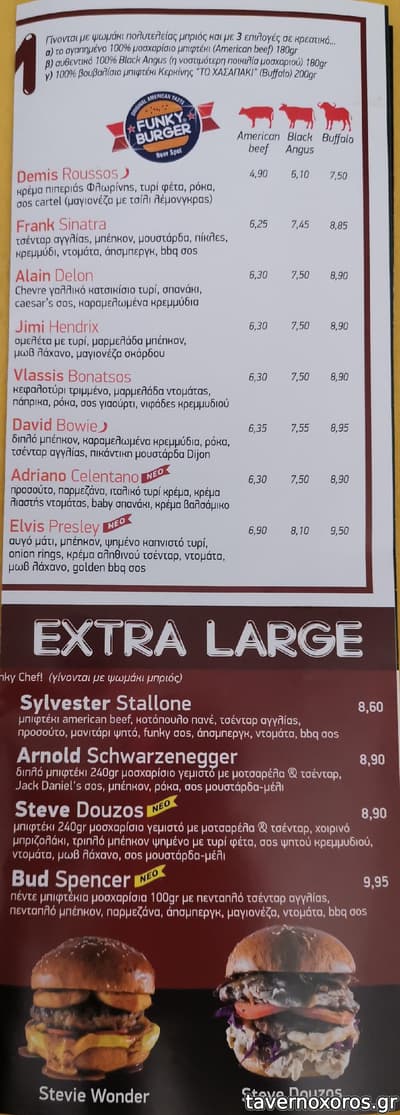 1
Γίνονται με ψωμάκι πολυτελείας μπριός και με 3 επιλογές σε κρεατικό...
α) το αγαπημένο 100% μοσχαρίσιο μπιφτέκι (American beef) 180gr
β) αυθεντικό 100% Black Angus (η νοστιμότερη ποικιλία μοσχαριού) 180gr
γ) 100% βουβαλίσιο μπιφτέκι Κερκίνης "ΤΟ ΧΑΣΑΠΑΚΙ" (Buffalo) 200gr
ORIGINAL AMERICAN TASTE
FUNKY BURGER
Beer Spot
American beef
Black Angus
Buffalo
Demis Roussos 4,90 6,10 7,50
κρέμα πιπεριάς Φλωρίνης, τυρί φέτα, ρόκα,
σος cartel (μαγιονέζα με τσίλι λέμονγκρας)
Frank Sinatra 6,25 7,45 8,85
τσένταρ αγγλίας, μπέικον, μουστάρδα, πίκλες,
κρεμμύδι, ντομάτα, άισμπεργκ, bbq σος
Alain Delon 6,30 7,50 8,90
Chevre γαλλικό κατσικίσιο τυρί, σπανάκι,
caesar's σος, καραμελωμένα κρεμμύδια
Jimi Hendrix 6,30 7,50 8,90
ομελέτα με τυρί, μαρμελάδα μπέικον,
μωβ λάχανο, μαγιονέζα σκόρδου
Vlassis Bonatsos 6,30 7,50 8,90
κεφαλοτύρι τριμμένο, μαρμελάδα ντομάτας,
πάπρικα, ρόκα, σος γιαούρτι, νιφάδες κρεμμυδιού
David Bowie 6,35 7,55 8,95
διπλό μπέικον, καραμελωμένα κρεμμύδια, ρόκα,
τσένταρ αγγλίας, πικάντικη μουστάρδα Dijon
Adriano Celentano ΝΕΟ 6,30 7,50 8,90
προσούτο, παρμεζάνα, ιταλικό τυρί κρέμα, κρέμα
λιαστής ντομάτας, baby σπανάκι, κρέμα βαλσάμικο
Elvis Presley ΝΕΟ 6,90 8,10 9,50
αυγό μάτι, μπέικον, ψημένο καπνιστό τυρί,
onion rings, κρέμα αληθινού τσένταρ, ντομάτα,
μωβ λάχανο, golden bbq σος
EXTRA LARGE
nky Chef! (γίνονται με ψωμάκι μπριός)
Sylvester Stallone 8,60
μπιφτέκι american beef, κοτόπουλο πανέ, τσένταρ αγγλίας,
προσούτο, μανιτάρι ψητό, funky σος, άισμπεργκ, ντομάτα, bbq σος
Arnold Schwarzenegger 8,90
διπλό μπιφτέκι 240gr μοσχαρίσιο γεμιστό με μοτσαρέλα & τσένταρ,
Jack Daniel's σος, μπέικον, ρόκα, σος μουστάρδα-μέλι
Steve Douzos ΝΕΟ 8,90
μπιφτέκι 240gr μοσχαρίσιο γεμιστό με μοτσαρέλα & τσένταρ, χοιρινό
μπριζολάκι, τριπλό μπέικον ψημένο με τυρί φέτα, σος ψητού κρεμμυδιού,
ντομάτα, μωβ λάχανο, σος μουστάρδα-μέλι
Bud Spencer ΝΕΟ 9,95
πέντε μπιφτέκια μοσχαρίσια 100gr με πενταπλό τσένταρ αγγλίας,
πενταπλό μπέικον, παρμεζάνα, άισμπεργκ, μαγιονέζα, ντομάτα, bbq σος
Stevie Wonder
Steve Douzos
tavernoxoros.gr